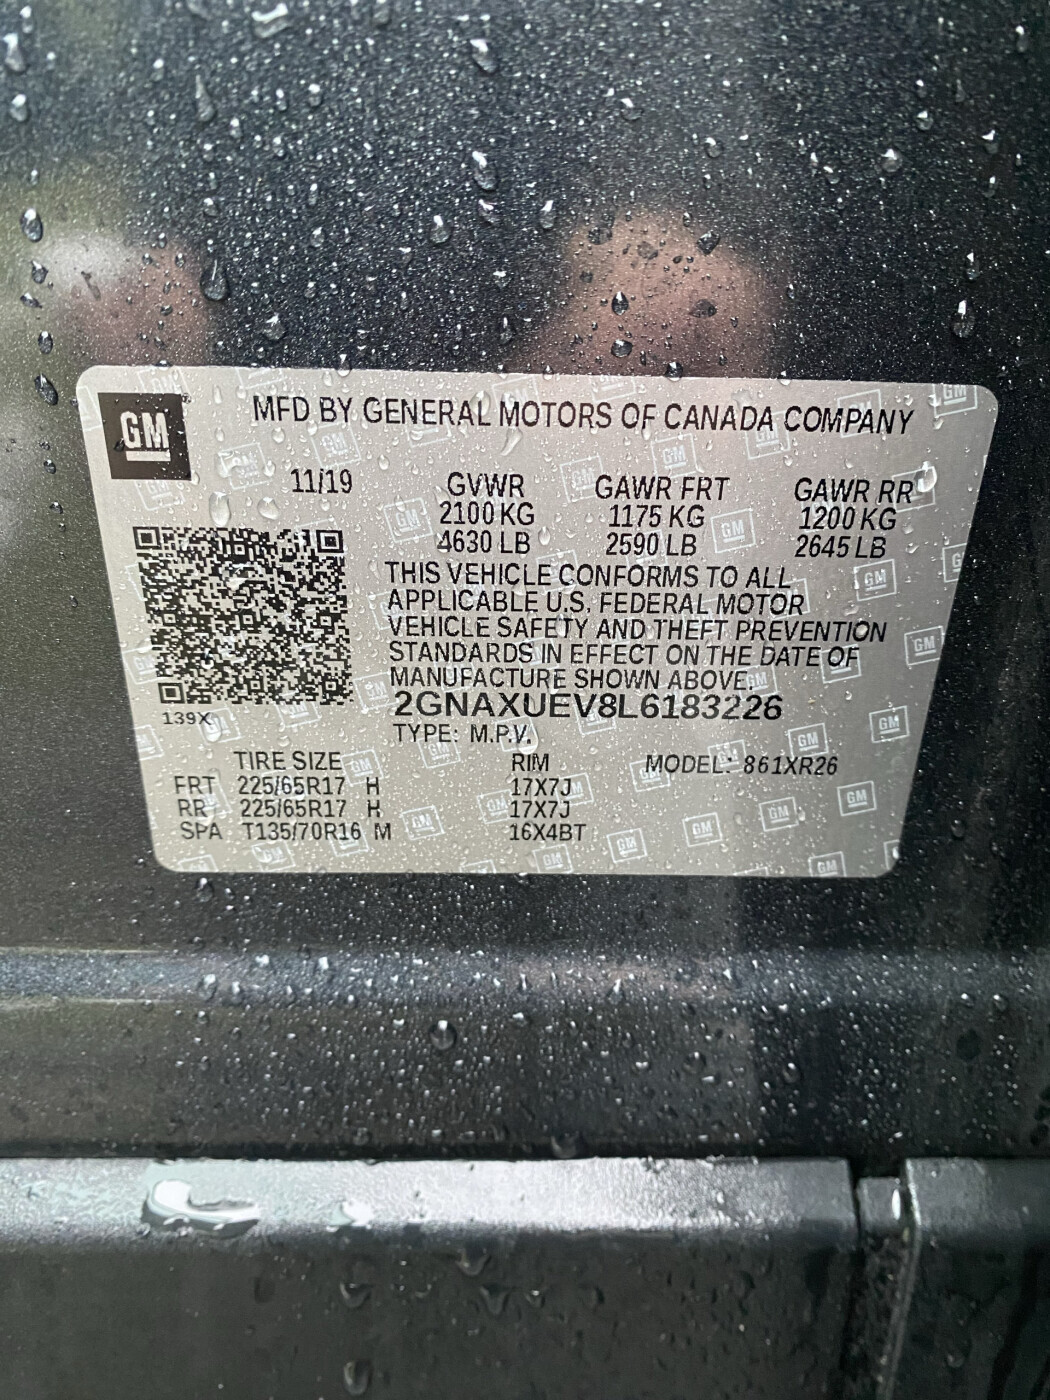 GM
MFD BY GENERAL MOTORS OF CANADA COMPANY
11/19 GVWR GAWR FRT GAWR RR
2100 KG 1175 KG 1200 KG
4630 LB 2590 LB 2645 LB
THIS VEHICLE CONFORMS TO ALL
APPLICABLE U.S. FEDERAL MOTOR
VEHICLE SAFETY AND THEFT PREVENTION
STANDARDS IN EFFECT ON THE DATE OF
MANUFACTURE SHOWN ABOVE.
2GNAXUEV8L6183226
139X
TYPE: M.P.V.
TIRE SIZE RIM MODEL: 861XR26
FRT 225/65R17 H 17X7J
RR 225/65R17 H 17X7J
SPA T135/70R16 M 16X4BT